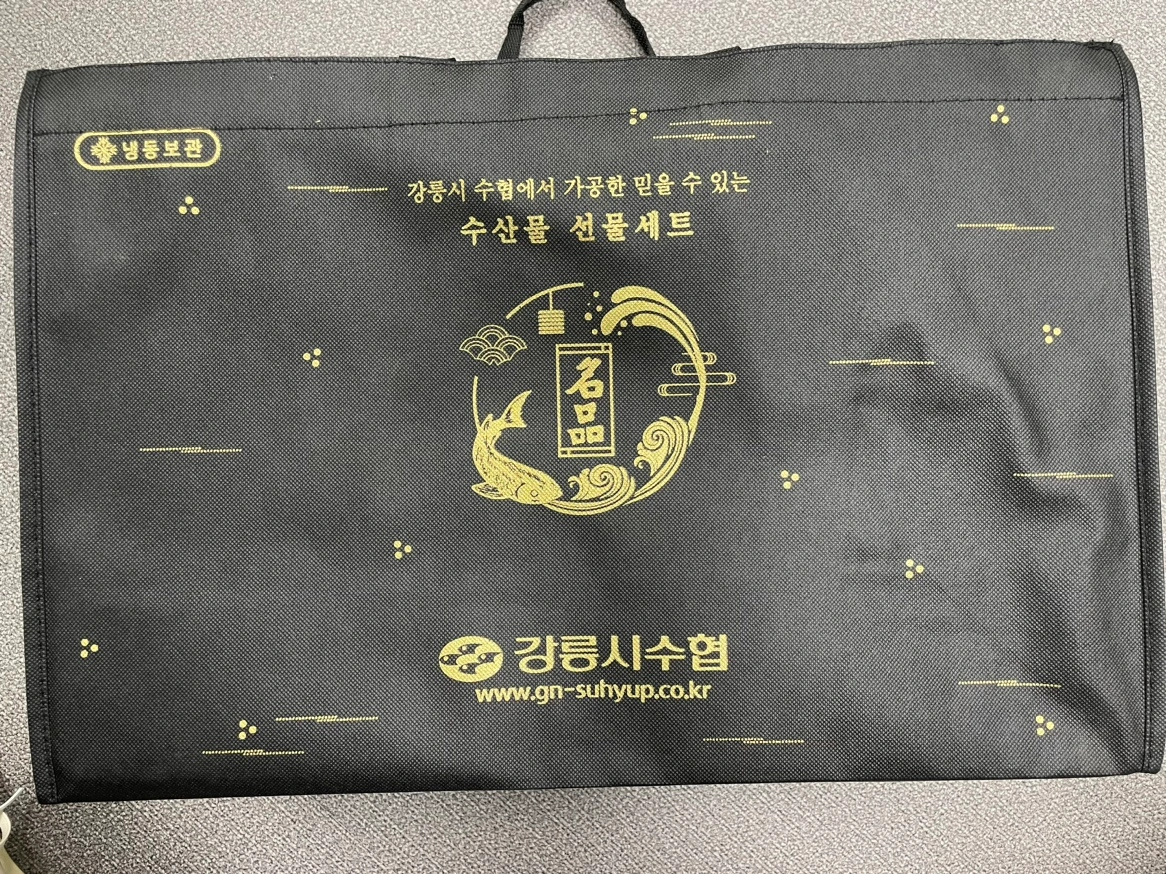 냉동보관
강릉시 수협에서 가공한 믿을 수 있는
수산물 선물세트
名品
강릉시수협
www.gn-suhyup.co.kr